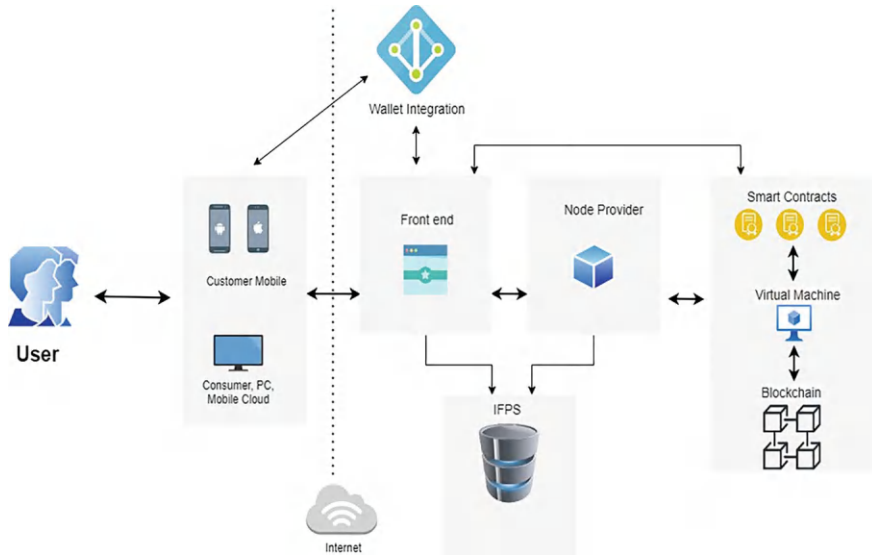 Wallet Integration
Smart Contracts
Front end
Node Provider
Customer Mobile
Virtual Machine
User
Consumer, PC,
Mobile Cloud
Blockchain
IFPS
Internet